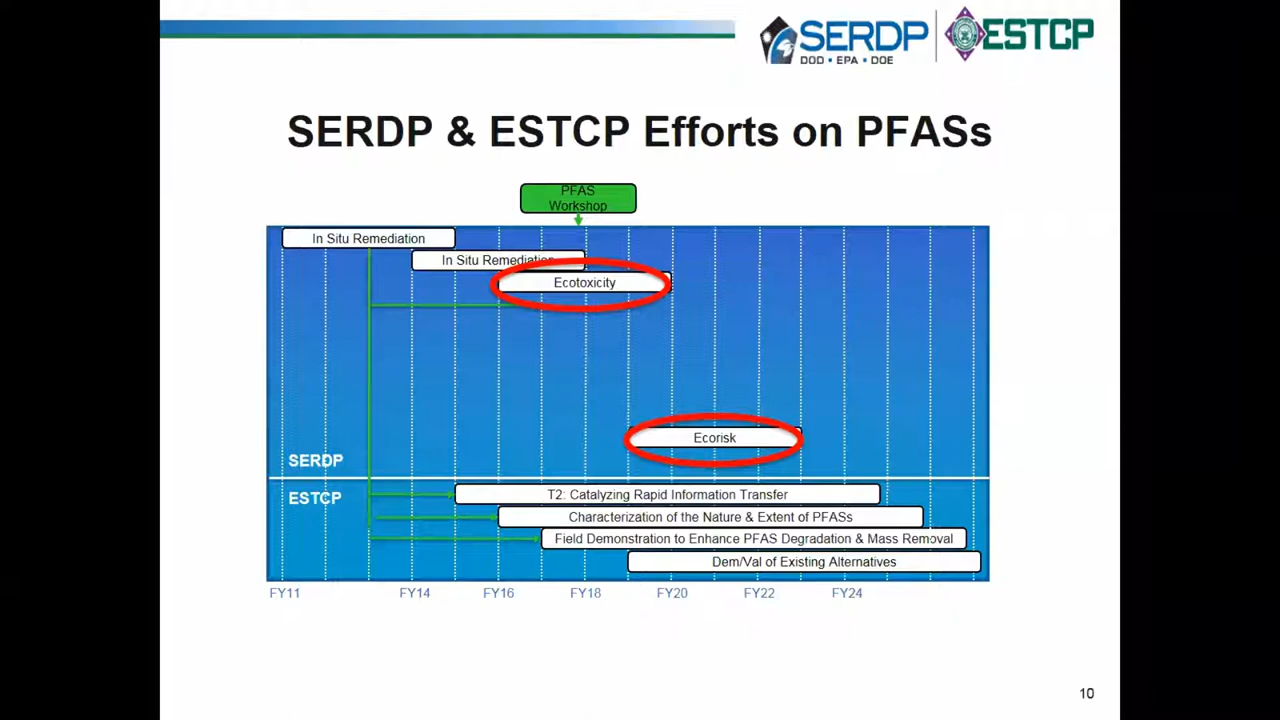 SERDP
DOD • EPA • DOE
ESTCP
SERDP & ESTCP Efforts on PFASs
PFAS
Workshop
In Situ Remediation
In Situ Remediation
Ecotoxicity
Ecorisk
SERDP
ESTCP
T2: Catalyzing Rapid Information Transfer
Characterization of the Nature & Extent of PFASs
Field Demonstration to Enhance PFAS Degradation & Mass Removal
Dem/Val of Existing Alternatives
FY11 FY14 FY16 FY18 FY20 FY22 FY24
10